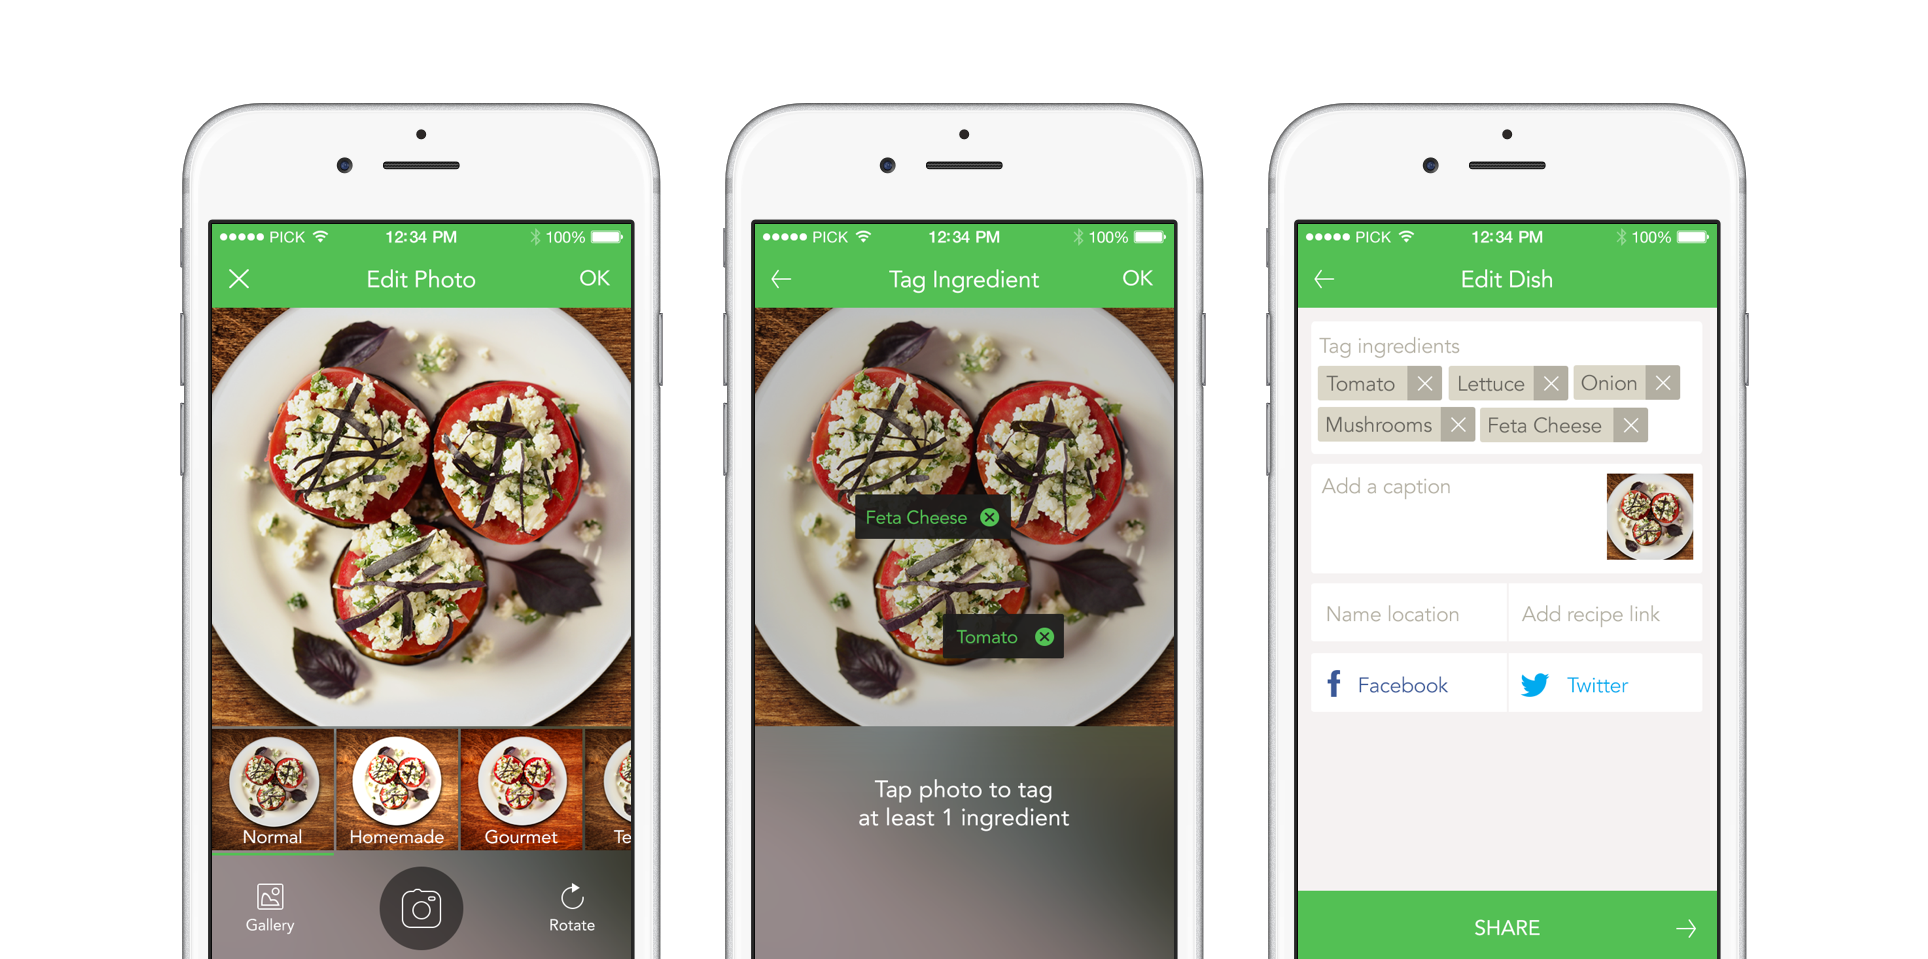 PICK 12:34 PM 100%
Edit Photo OK
Normal Homemade Gourmet Te
Gallery Rotate
PICK 12:34 PM 100%
Tag Ingredient OK
Feta Cheese
Tomato
Tap photo to tag
at least 1 ingredient
PICK 12:34 PM 100%
Edit Dish
Tag ingredients
Tomato Lettuce Onion
Mushrooms Feta Cheese
Add a caption
Name location Add recipe link
Facebook Twitter
SHARE